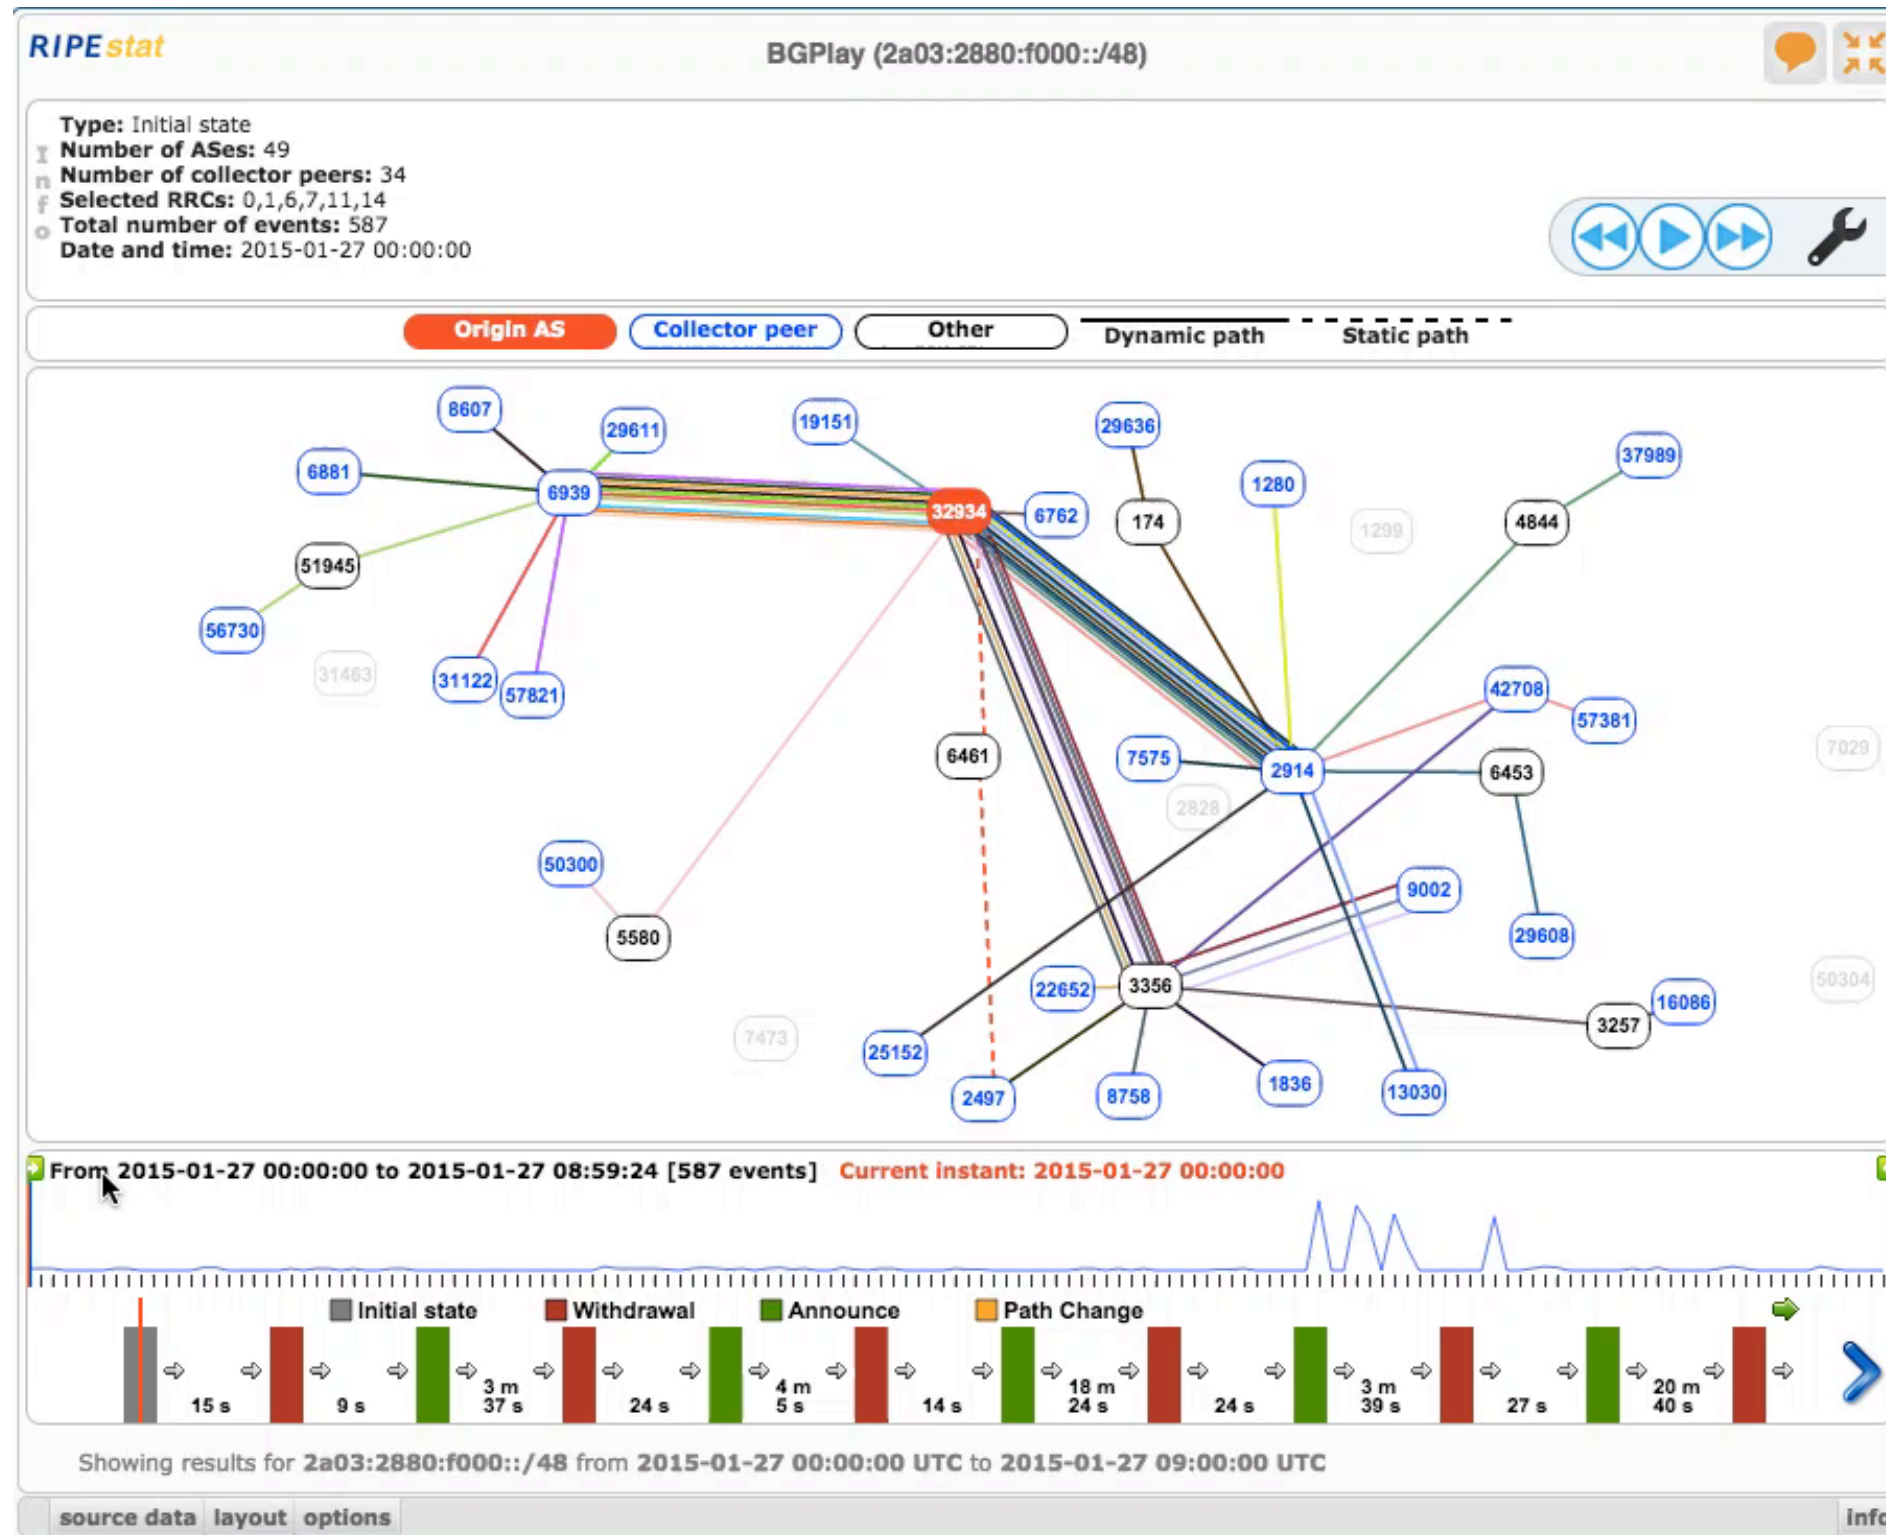 RIPEstat
BGPlay (2a03:2880:f000::/48)
Info
Type: Initial state
Number of ASes: 49
Number of collector peers: 34
Selected RRCs: 0,1,6,7,11,14
Total number of events: 587
Date and time: 2015-01-27 00:00:00
Origin AS Collector peer Other Dynamic path Static path
8607
29611
19151
29636
37989
6881
6939
1280
32934
6762
174
1299
4844
51945
56730
31463
31122
57821
42708
57381
6461
7575
2914
6453
7029
2828
50300
9002
5580
29608
22652
3356
50304
16086
3257
7473
25152
2497
8758
1836
13030
From 2015-01-27 00:00:00 to 2015-01-27 08:59:24 [587 events] Current instant: 2015-01-27 00:00:00
Initial state Withdrawal Announce Path Change
15 s
9 s
3 m
37 s
24 s
4 m
5 s
14 s
18 m
24 s
24 s
3 m
39 s
27 s
20 m
40 s
Showing results for 2a03:2880:f000::/48 from 2015-01-27 00:00:00 UTC to 2015-01-27 09:00:00 UTC
source data layout options info